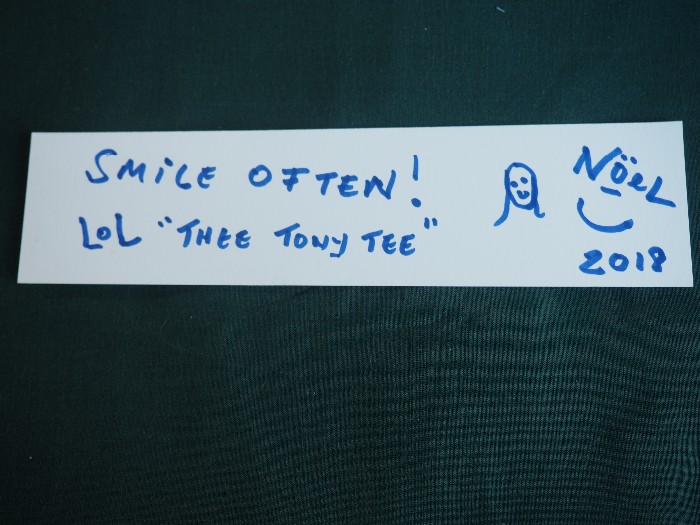 SMiLE OFTEN!
LoL "THEE TONY TEE"
NÖeL
2018